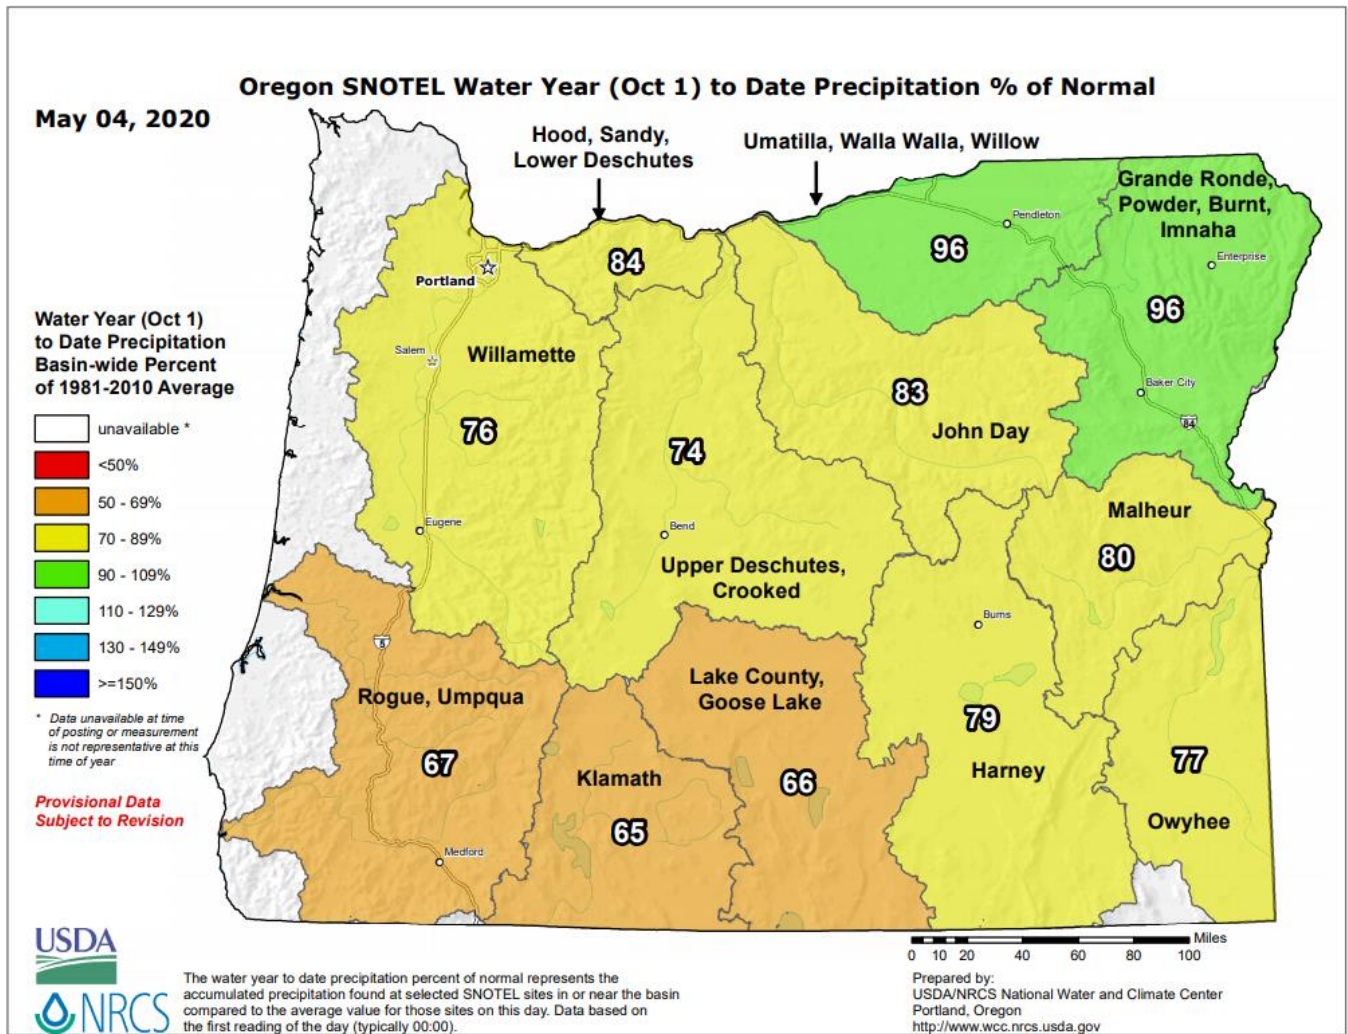 Oregon SNOTEL Water Year (Oct 1) to Date Precipitation % of Normal
May 04, 2020
Hood, Sandy,
Lower Deschutes
Umatilla, Walla Walla, Willow
Grande Ronde,
Powder, Burnt,
Imnaha
Pendleton
Enterprise
96
84
96
Portland
Salem
Willamette
76
74
83
John Day
Baker City
84
Eugene
Bend
Upper Deschutes,
Crooked
Malheur
80
Burns
5
Rogue, Umpqua
67
Lake County,
Goose Lake
66
Klamath
65
79
Harney
77
Owyhee
Medford
Water Year (Oct 1)
to Date Precipitation
Basin-wide Percent
of 1981-2010 Average
unavailable *
<50%
50 - 69%
70 - 89%
90 - 109%
110 - 129%
130 - 149%
>=150%
* Data unavailable at time
of posting or measurement
is not representative at this
time of year
Provisional Data
Subject to Revision
USDA
NRCS
The water year to date precipitation percent of normal represents the
accumulated precipitation found at selected SNOTEL sites in or near the basin
compared to the average value for those sites on this day. Data based on
the first reading of the day (typically 00:00).
Miles
0 10 20 40 60 80 100
Prepared by:
USDA/NRCS National Water and Climate Center
Portland, Oregon
http://www.wcc.nrcs.usda.gov